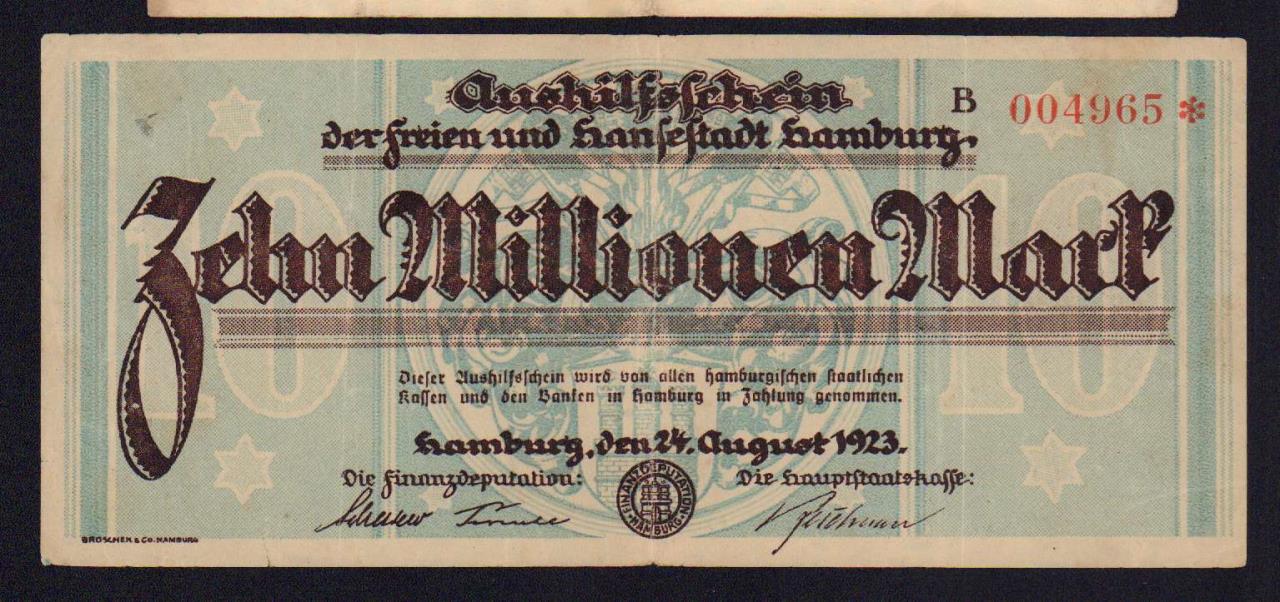 Aushilfsschein
der Freien und Hansestadt Hamburg.
B 004965 *
10 10
Zehn Millionen Mark
Dieser Aushilfsschein wird von allen hamburgischen staatlichen
Kassen und den Banken in Hamburg in Zahlung genommen.
Hamburg, den 24. August 1923.
Die Finanzdeputation:
Die Hauptstaatskasse:
FINANZDEPUTATION
HAMBURG
BROSCHEK & CO. HAMBURG